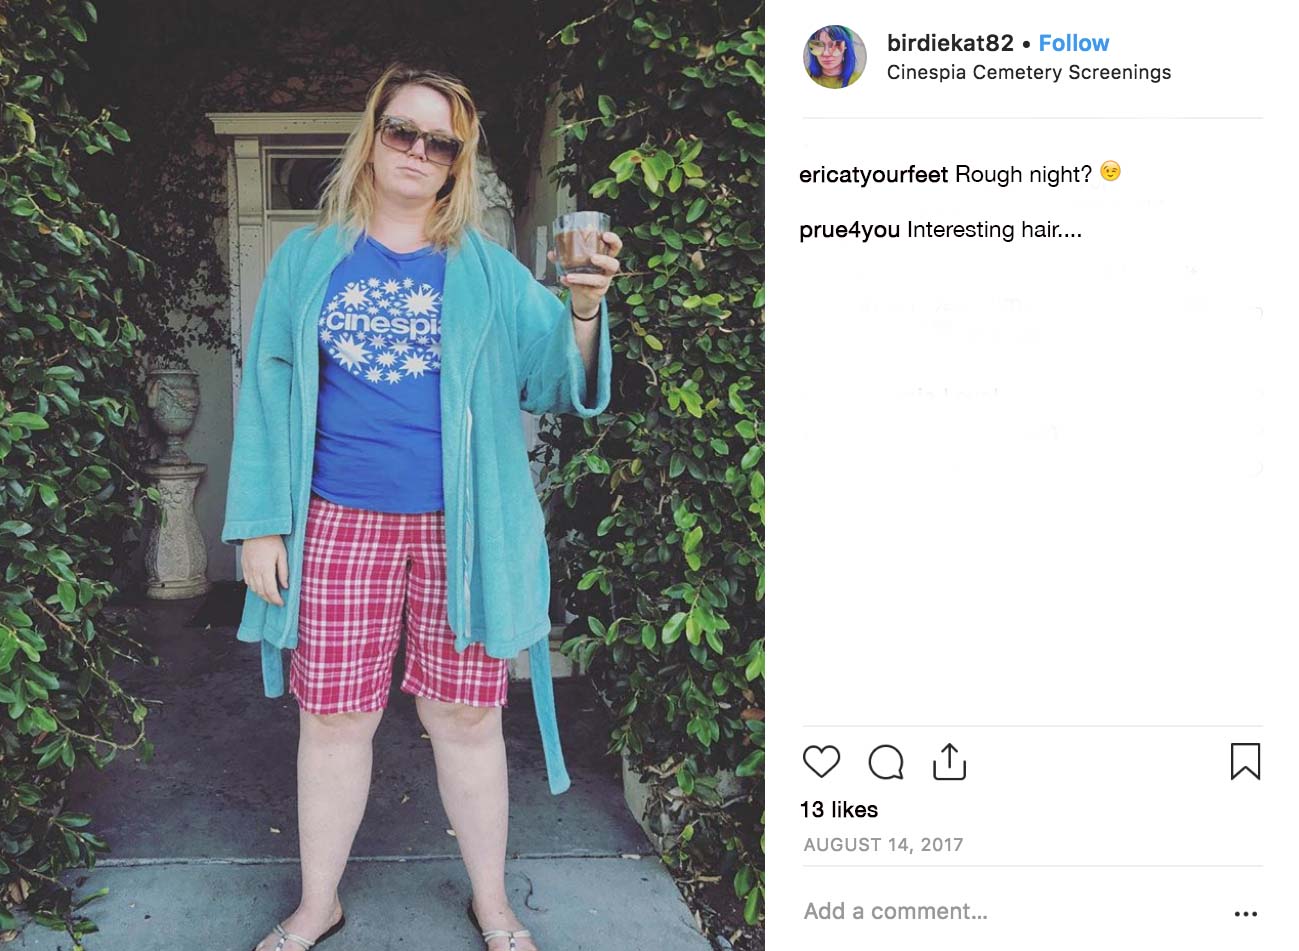 cinespi
birdiekat82 • Follow
Cinespia Cemetery Screenings
ericatyourfeet Rough night? 😉
prue4you Interesting hair....
13 likes
AUGUST 14, 2017
Add a comment...